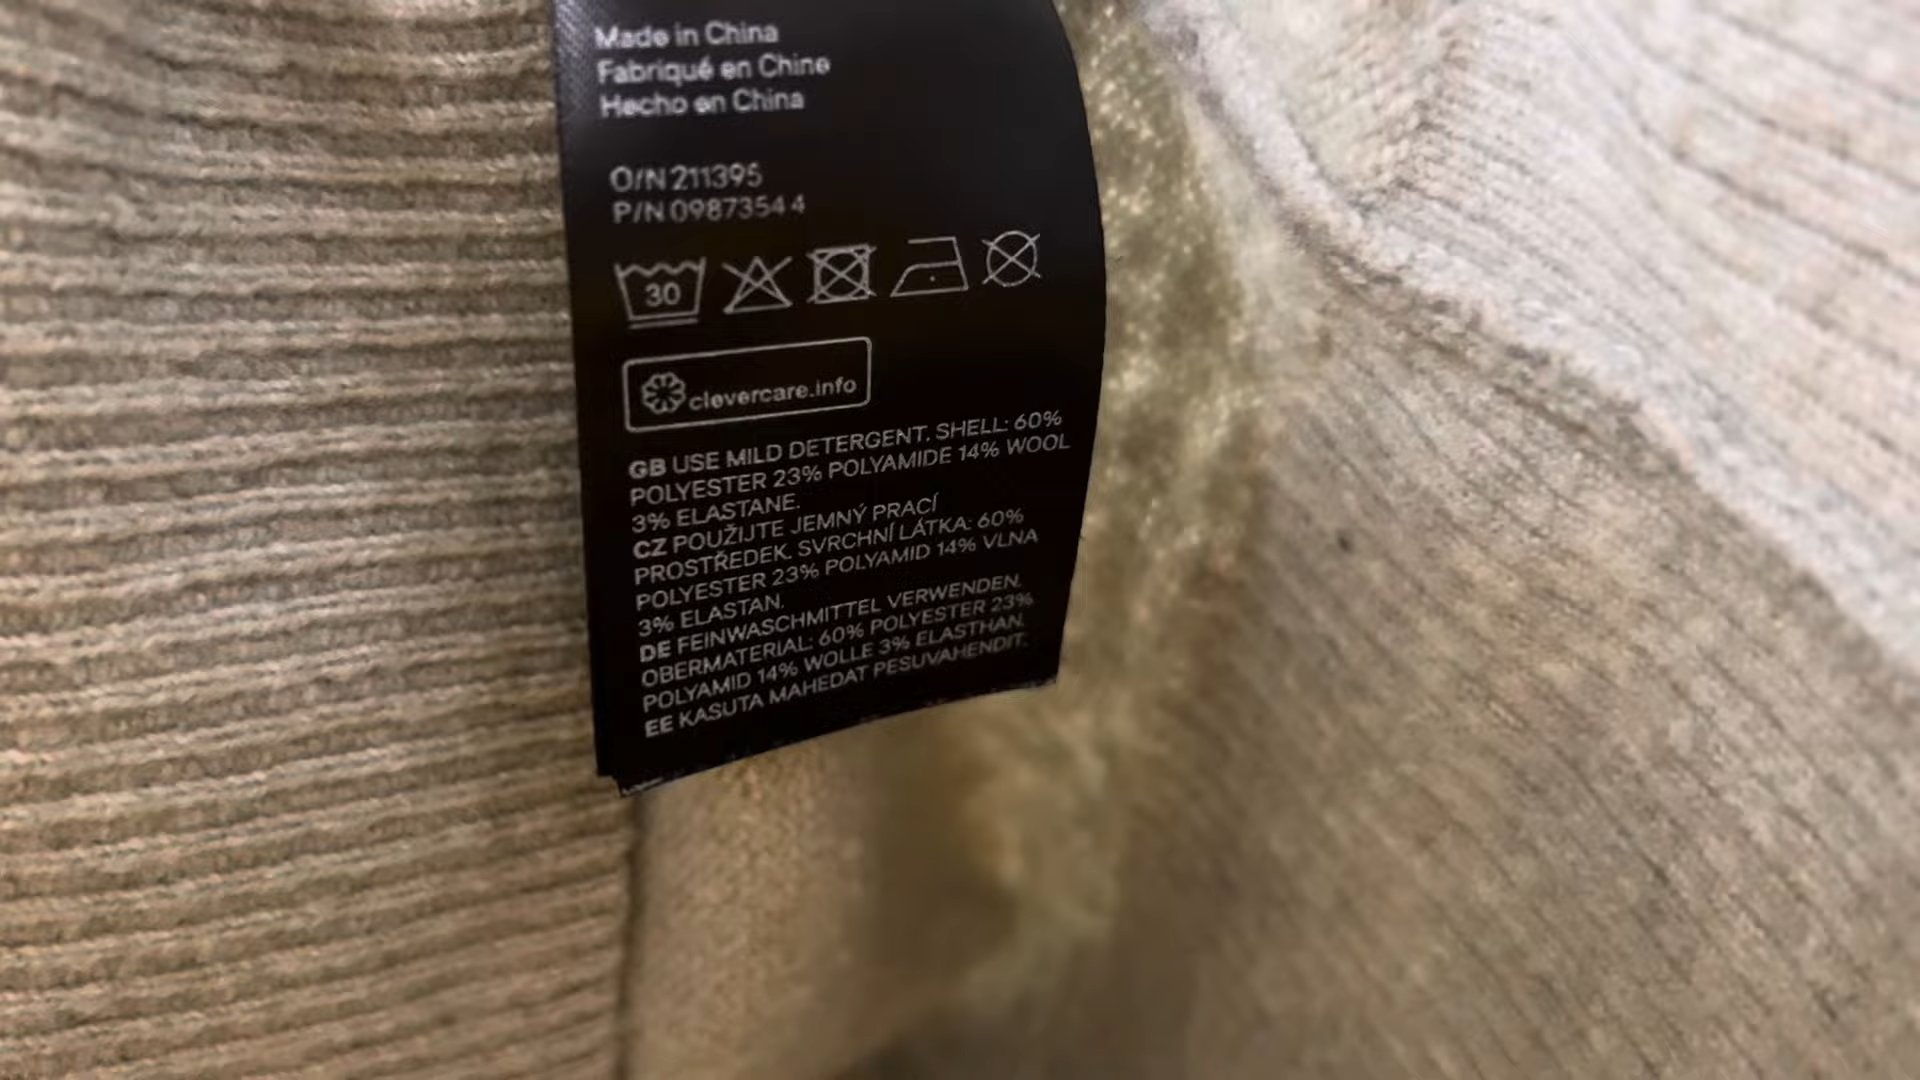 Made in China
Fabriqué en Chine
Hecho en China
O/N 211395
P/N 0987354 4
30
clevercare.info
GB USE MILD DETERGENT. SHELL: 60%
POLYESTER 23% POLYAMIDE 14% WOOL
3% ELASTANE.
CZ POUŽIJTE JEMNÝ PRACÍ
PROSTŘEDEK. SVRCHNÍ LÁTKA: 60%
POLYESTER 23% POLYAMID 14% VLNA
3% ELASTAN.
DE FEINWASCHMITTEL VERWENDEN.
OBERMATERIAL: 60% POLYESTER 23%
POLYAMID 14% WOLLE 3% ELASTHAN.
EE KASUTA MAHEDAT PESUVAHENDIT.